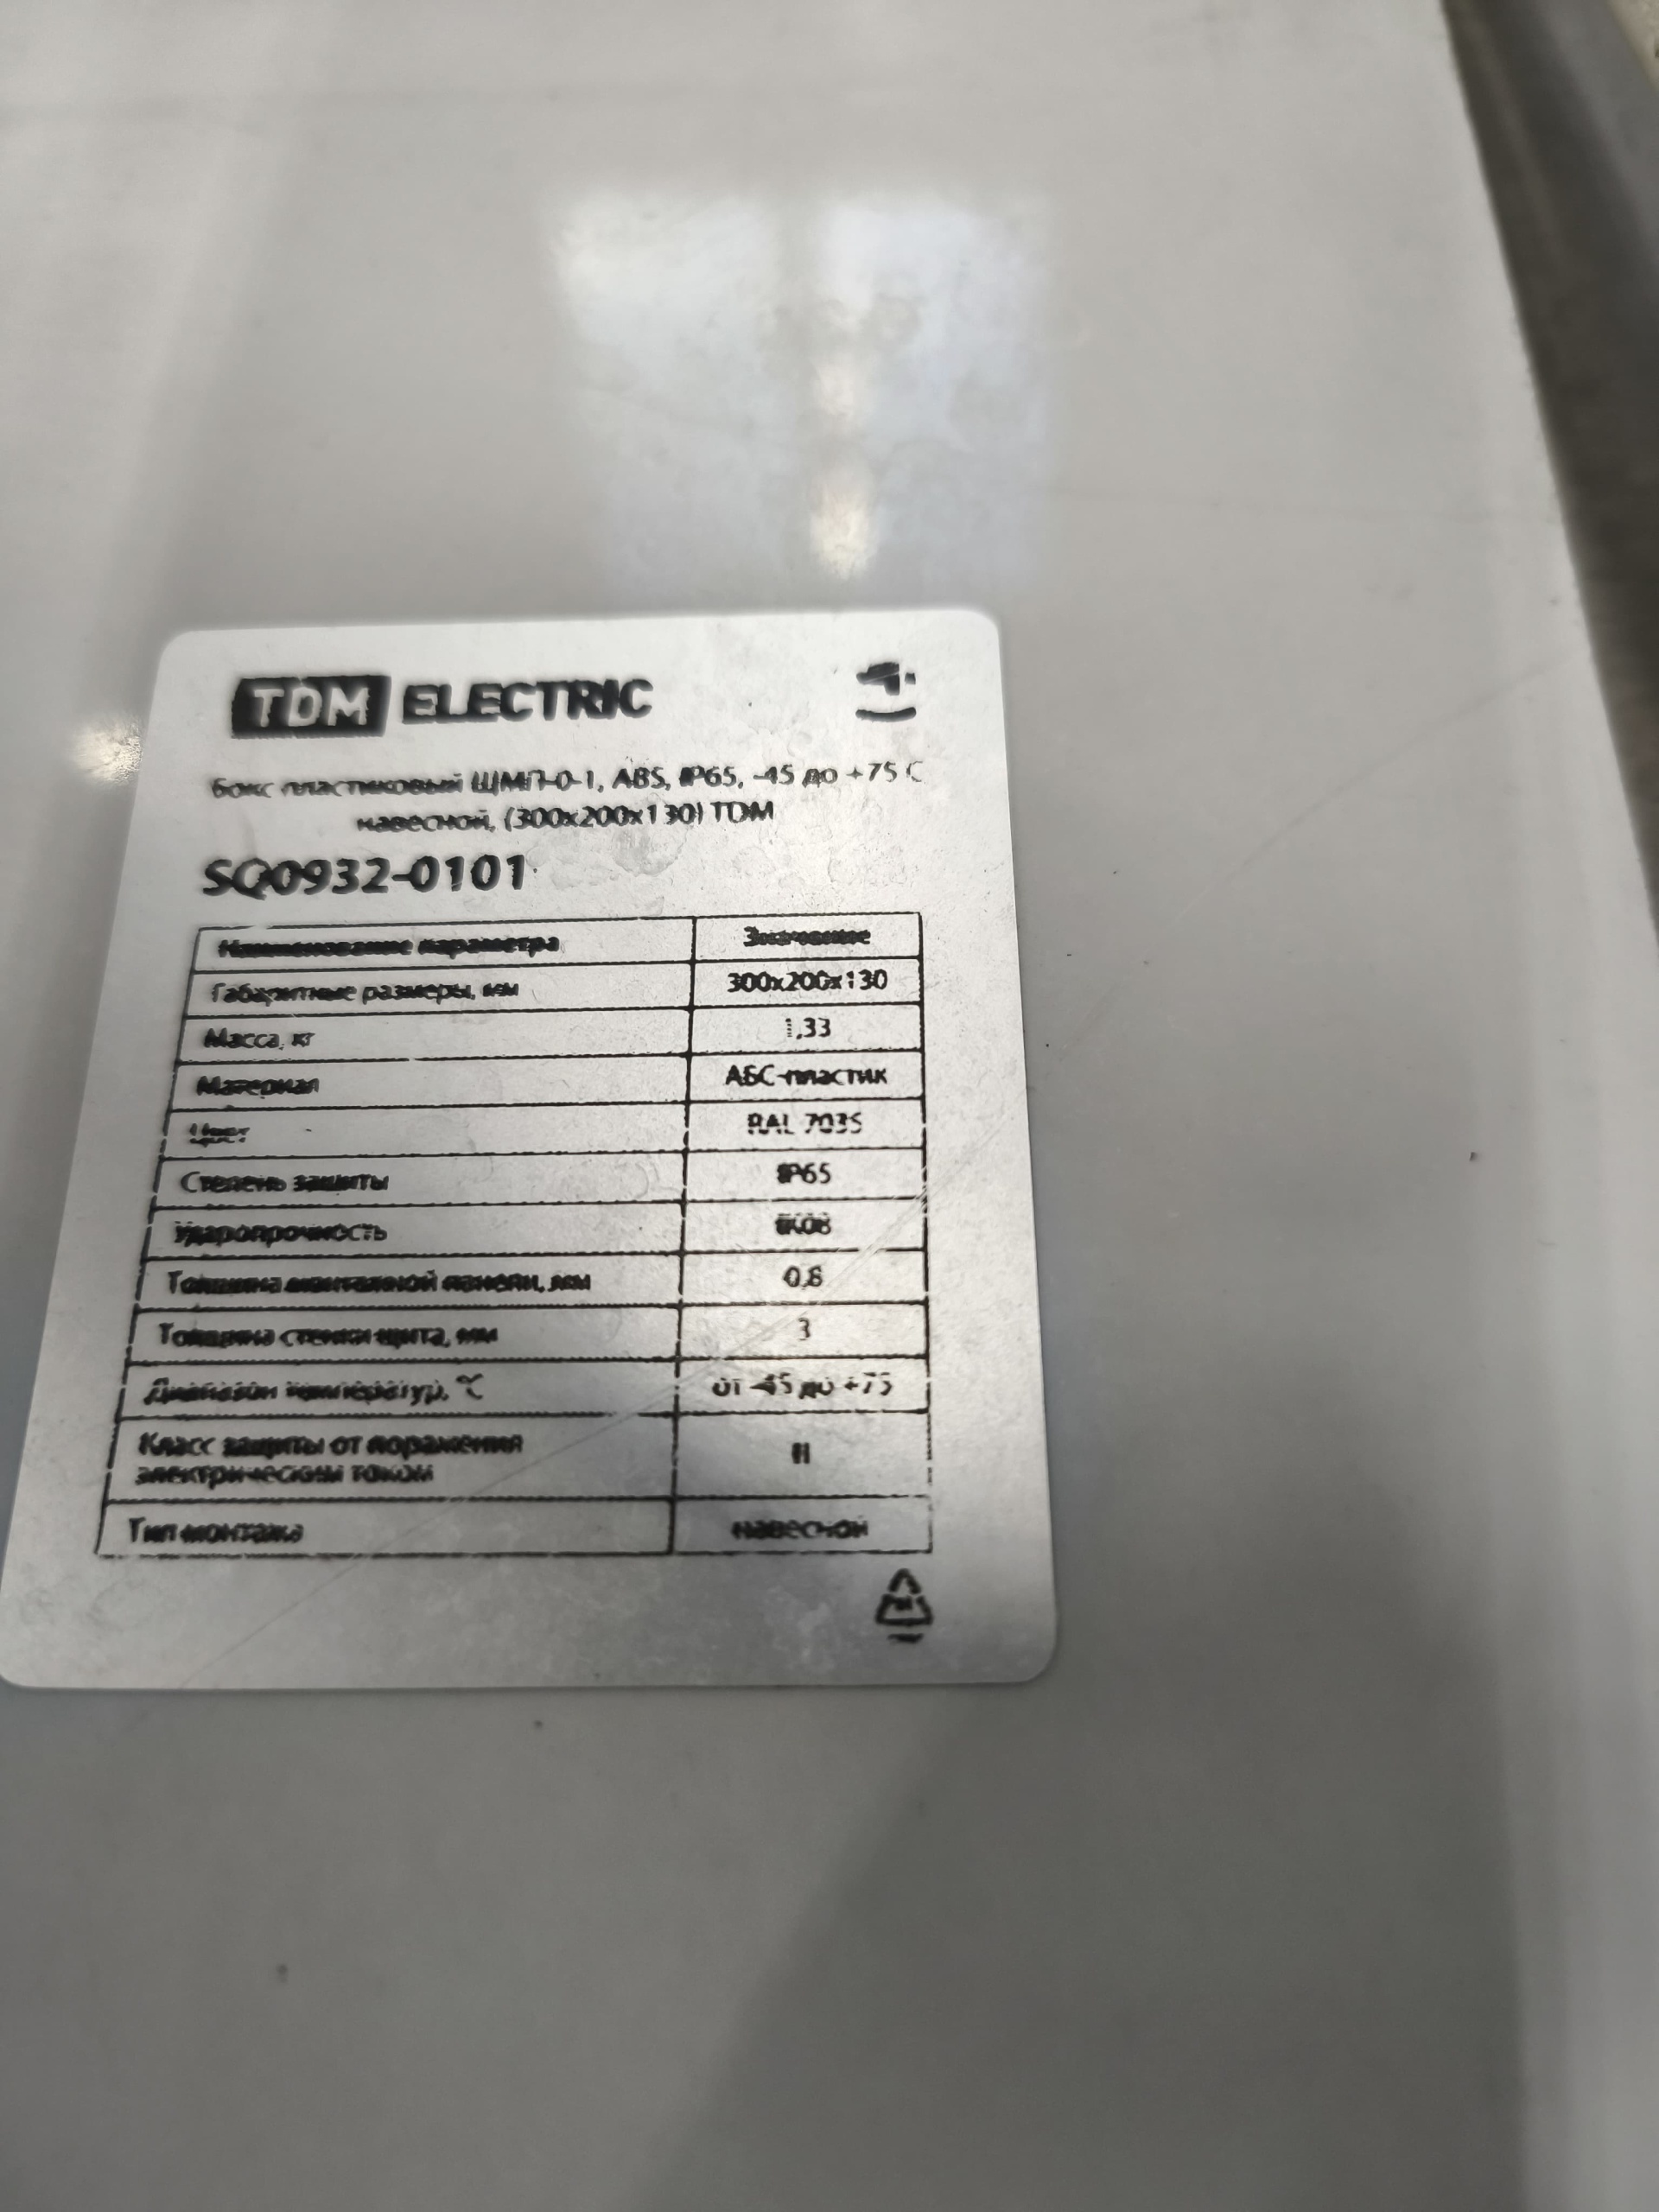 TDM ELECTRIC
Бокс пластиковый ЩМП-0-1, ABS, IP65, -45 до +75 С
навесной, (300x200x130) TDM
SQ0932-0101
Наименование параметра Значение
Габаритные размеры, мм 300x200x130
Масса, кг 1,33
Материал АБС-пластик
Цвет RAL 7035
Степень защиты IP65
Ударопрочность IK08
Толщина монтажной панели, мм 0,8
Толщина стенки щита, мм 3
Диапазон температур, °С от -45 до +75
Класс защиты от поражения
электрическим током II
Тип монтажа навесной